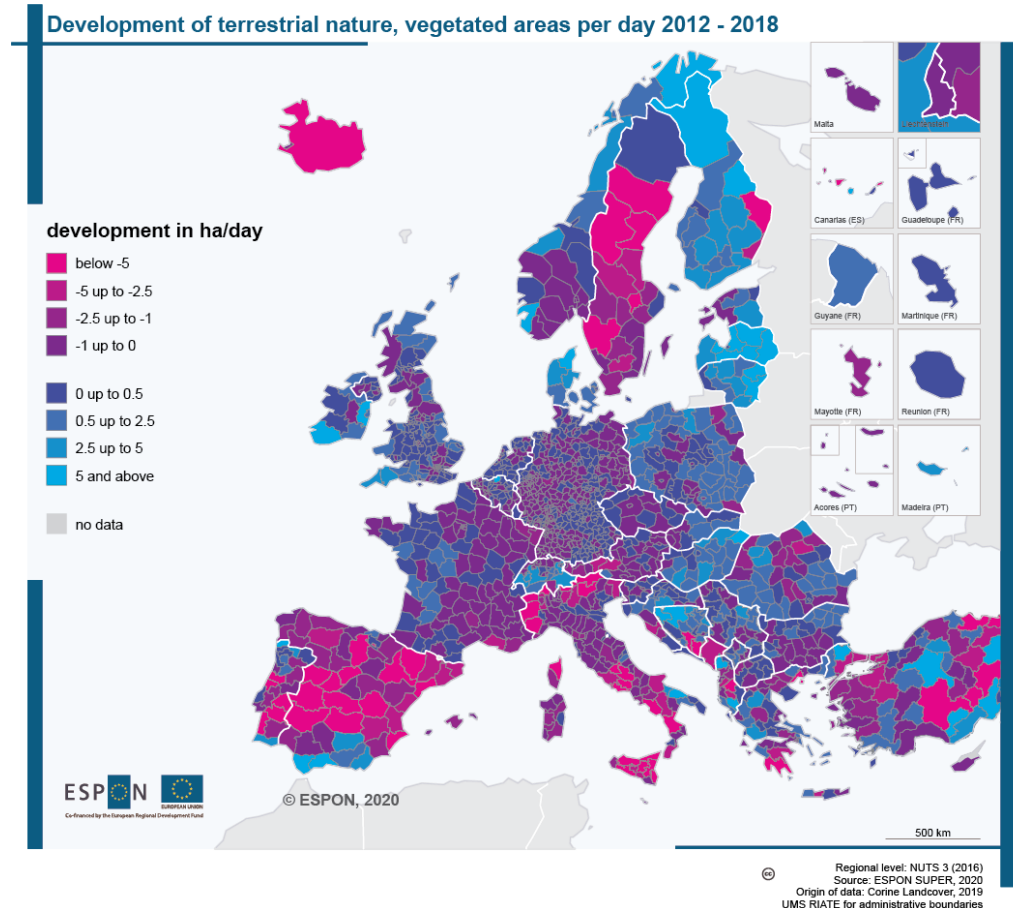 Development of terrestrial nature, vegetated areas per day 2012 - 2018
Malta
Liechtenstein
Canarias (ES)
Guadeloupe (FR)
development in ha/day
below -5
-5 up to -2.5
-2.5 up to -1
-1 up to 0
0 up to 0.5
0.5 up to 2.5
2.5 up to 5
5 and above
no data
Guyane (FR)
Martinique (FR)
Mayotte (FR)
Reunion (FR)
Acores (PT)
Madeira (PT)
ESPON
EUROPEAN UNION
Co-financed by the European Regional Development Fund
© ESPON, 2020
500 km
cc
Regional level: NUTS 3 (2016)
Source: ESPON SUPER, 2020
Origin of data: Corine Landcover, 2019
UMS RIATE for administrative boundaries